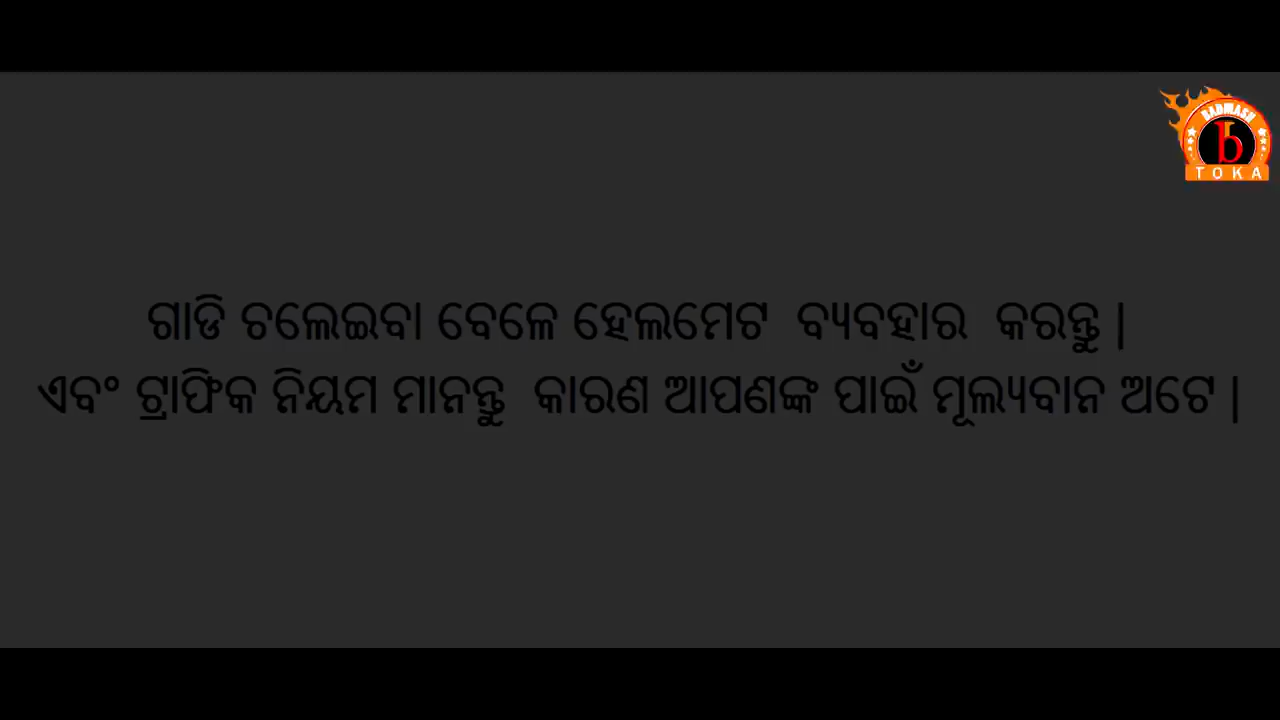 BADMASH
b
TOKA
ଗାଡି ଚଲେଇବା ବେଳେ ହେଲମେଟ ବ୍ୟବହାର କରନ୍ତୁ |
ଏବଂ ଟ୍ରାଫିକ ନିୟମ ମାନନ୍ତୁ କାରଣ ଆପଣଙ୍କ ପାଇଁ ମୂଲ୍ୟବାନ ଅଟେ |